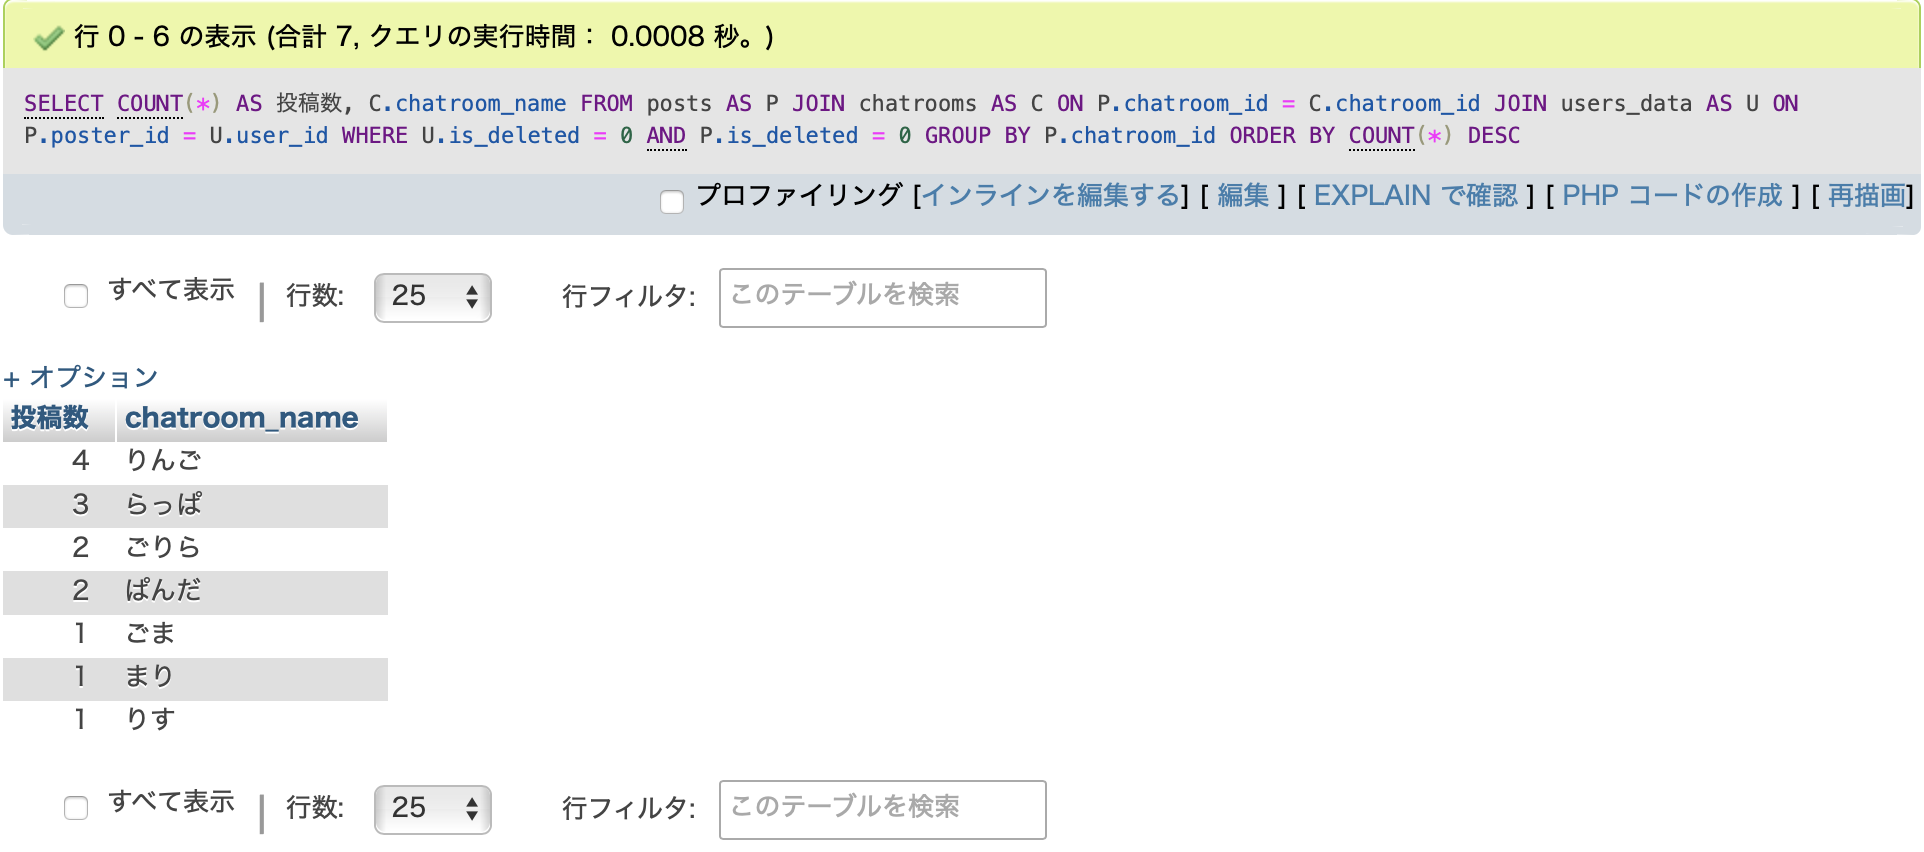 行 0 - 6 の表示 (合計 7, クエリの実行時間： 0.0008 秒。)
SELECT COUNT(*) AS 投稿数, C.chatroom_name FROM posts AS P JOIN chatrooms AS C ON P.chatroom_id = C.chatroom_id JOIN users_data AS U ON
P.poster_id = U.user_id WHERE U.is_deleted = 0 AND P.is_deleted = 0 GROUP BY P.chatroom_id ORDER BY COUNT(*) DESC
プロファイリング [インラインを編集する] [ 編集 ] [ EXPLAIN で確認 ] [ PHP コードの作成 ] [ 再描画]
すべて表示 | 行数: 25 行フィルタ: このテーブルを検索
+ オプション
投稿数 chatroom_name
4 りんご
3 らっぱ
2 ごりら
2 ぱんだ
1 ごま
1 まり
1 りす
すべて表示 | 行数: 25 行フィルタ: このテーブルを検索